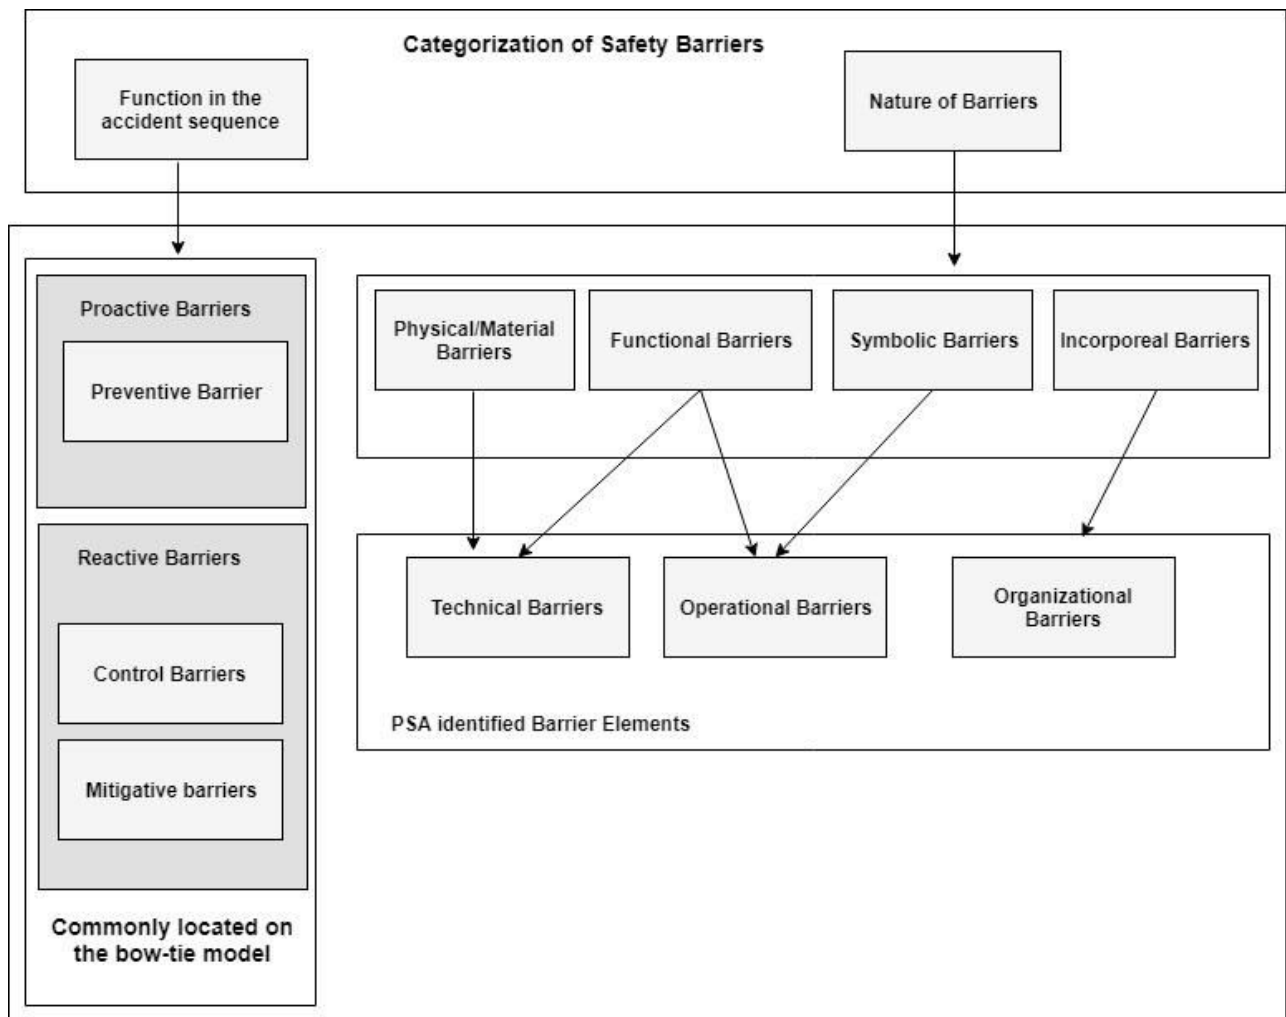 Categorization of Safety Barriers
Function in the
accident sequence
Nature of Barriers
Proactive Barriers
Preventive Barrier
Reactive Barriers
Control Barriers
Mitigative barriers
Commonly located on
the bow-tie model
Physical/Material
Barriers
Functional Barriers
Symbolic Barriers
Incorporeal Barriers
Technical Barriers
Operational Barriers
Organizational
Barriers
PSA identified Barrier Elements